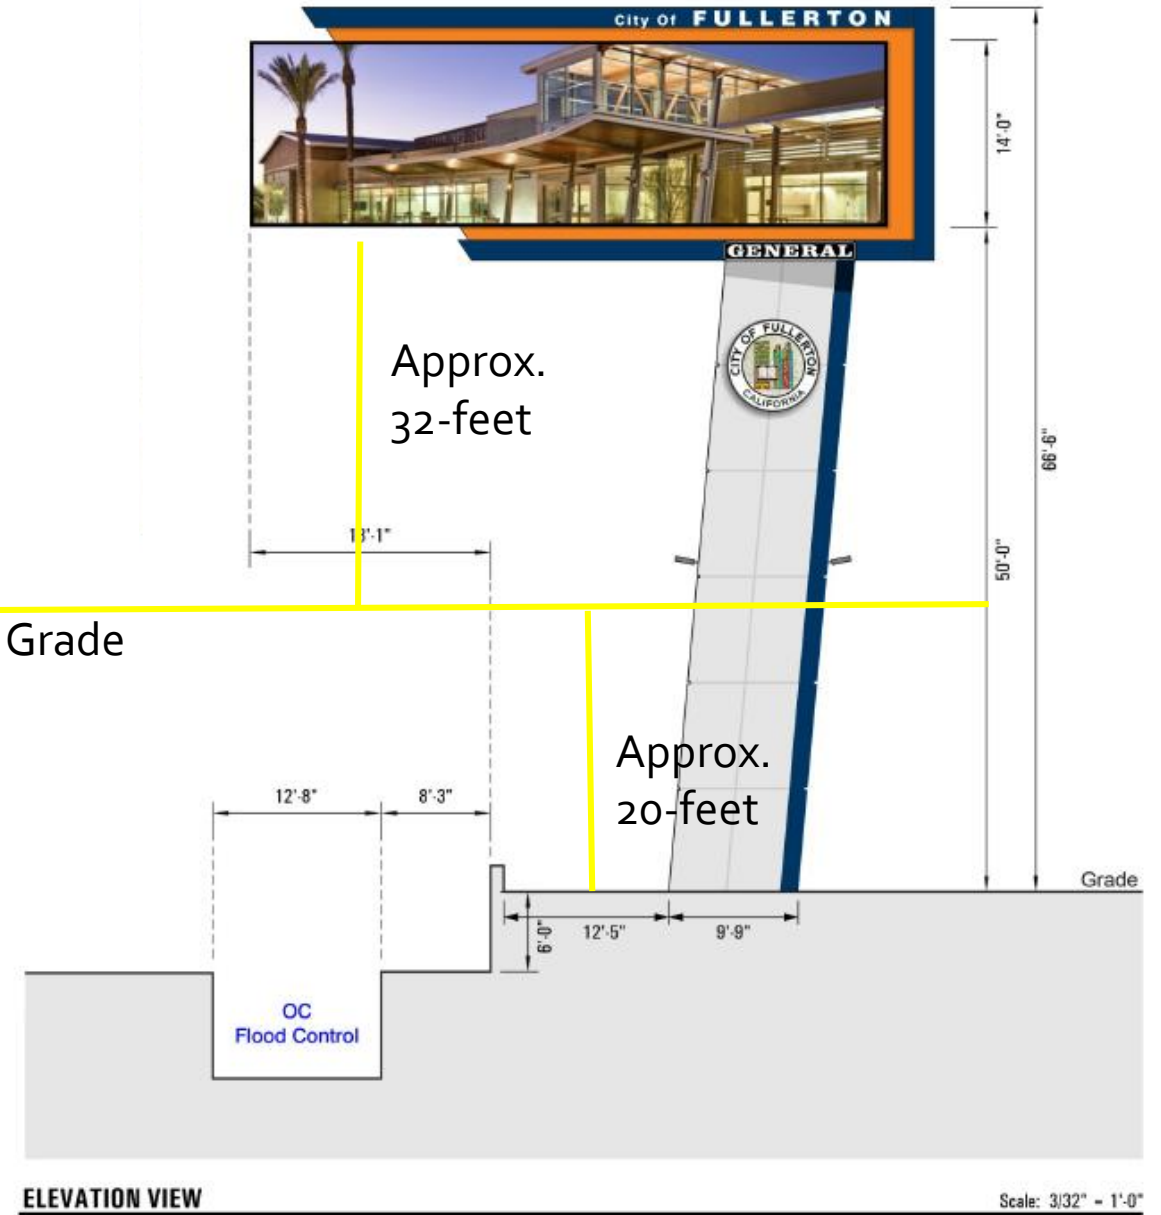 City Of FULLERTON
14'-0"
GENERAL
CITY OF FULLERTON
CALIFORNIA
Approx.
32-feet
66'-6"
18'-1"
50'-0"
Grade
Approx.
20-feet
12'-8"
8'-3"
Grade
6'-0"
12'-5"
9'-9"
OC
Flood Control
ELEVATION VIEW
Scale: 3/32" = 1'-0"